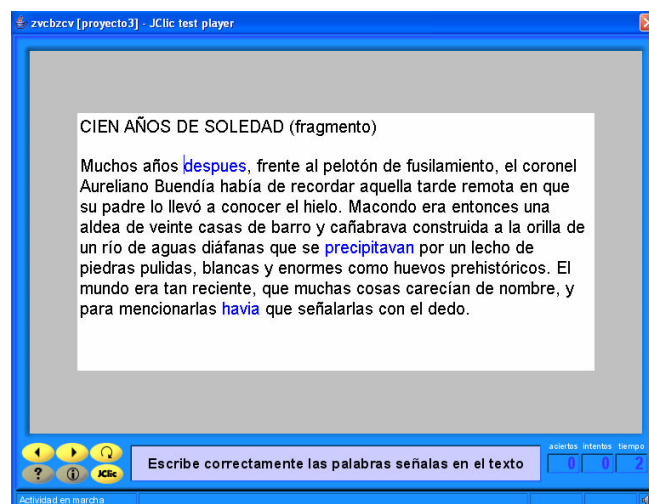 zvcbzcv [proyecto3] - JClic test player
CIEN AÑOS DE SOLEDAD (fragmento)
Muchos años despues, frente al pelotón de fusilamiento, el coronel
Aureliano Buendía había de recordar aquella tarde remota en que
su padre lo llevó a conocer el hielo. Macondo era entonces una
aldea de veinte casas de barro y cañabrava construida a la orilla de
un río de aguas diáfanas que se precipitavan por un lecho de
piedras pulidas, blancas y enormes como huevos prehistóricos. El
mundo era tan reciente, que muchas cosas carecían de nombre, y
para mencionarlas havia que señalarlas con el dedo.
aciertos intentos tiempo
? i JClic
Escribe correctamente las palabras señalas en el texto
0 0 2
Actividad en marcha